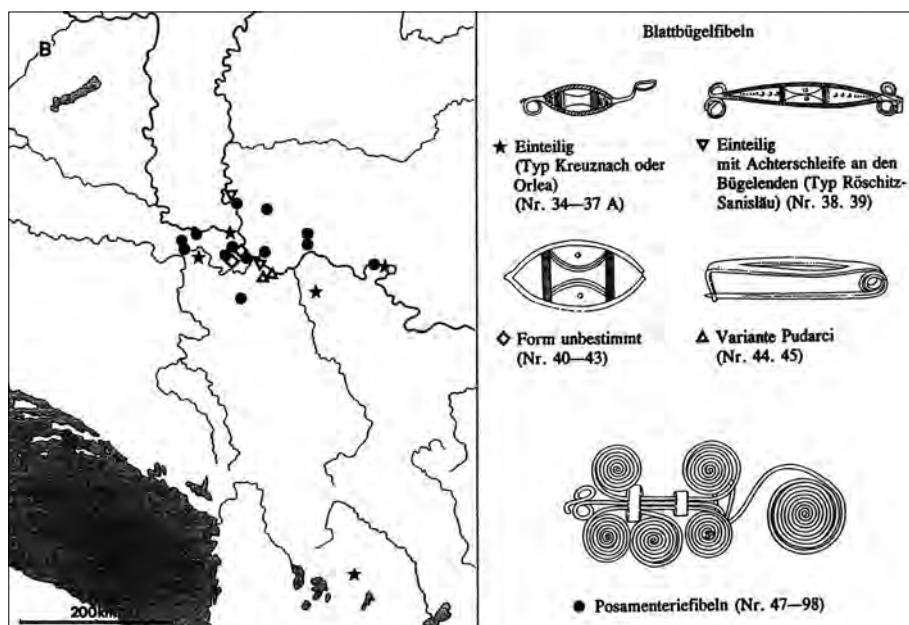 B
200km
Blattbügelfibeln
★ Einteilig
(Typ Kreuznach oder
Orlea)
(Nr. 34—37 A)
▽ Einteilig
mit Achterschleife an den
Bügelenden (Typ Röschitz-
Sanisläu) (Nr. 38. 39)
◇ Form unbestimmt
(Nr. 40—43)
△ Variante Pudarci
(Nr. 44. 45)
● Posamenteriefibeln (Nr. 47—98)